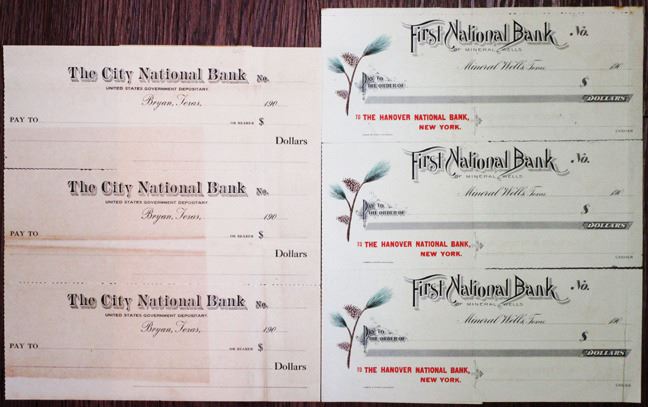 The City National Bank No.
UNITED STATES GOVERNMENT DEPOSITARY.
Bryan, Texas, 190
PAY TO OR BEARER $
Dollars
The City National Bank No.
UNITED STATES GOVERNMENT DEPOSITARY.
Bryan, Texas, 190
PAY TO OR BEARER $
Dollars
The City National Bank No.
UNITED STATES GOVERNMENT DEPOSITARY.
Bryan, Texas, 190
PAY TO OR BEARER $
Dollars
First National Bank No.
OF MINERAL WELLS
Mineral Wells, Texas 190
PAY TO
THE ORDER OF $
DOLLARS
TO THE HANOVER NATIONAL BANK,
NEW YORK.
CASHIER
First National Bank No.
OF MINERAL WELLS
Mineral Wells, Texas 190
PAY TO
THE ORDER OF $
DOLLARS
TO THE HANOVER NATIONAL BANK,
NEW YORK.
CASHIER
First National Bank No.
OF MINERAL WELLS
Mineral Wells, Texas 190
PAY TO
THE ORDER OF $
DOLLARS
TO THE HANOVER NATIONAL BANK,
NEW YORK.
CASHIER